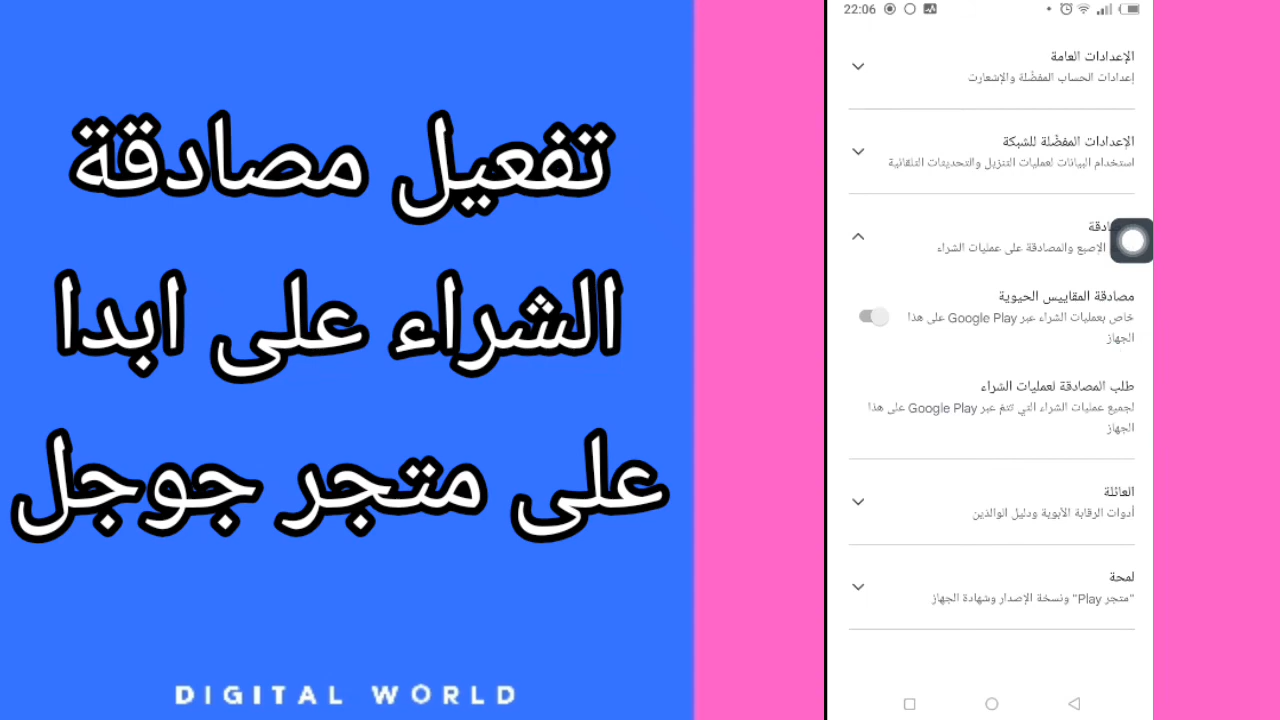 تفعيل مصادقة
الشراء على ابدا
على متجر جوجل
DIGITAL WORLD
22:06
الإعدادات العامة
إعدادات الحساب المفضَّلة والإشعارت
الإعدادات المفضَّلة للشبكة
استخدام البيانات لعمليات التنزيل والتحديثات التلقائية
الإصبع والمصادقة على عمليات الشراء
مصادقة المقاييس الحيوية
خاص بعمليات الشراء عبر Google Play على هذا
الجهاز
طلب المصادقة لعمليات الشراء
لجميع عمليات الشراء التي تتمّ عبر Google Play على هذا
الجهاز
العائلة
أدوات الرقابة الأبوية ودليل الوالدَين
لمحة
"متجر Play" ونسخة الإصدار وشهادة الجهاز